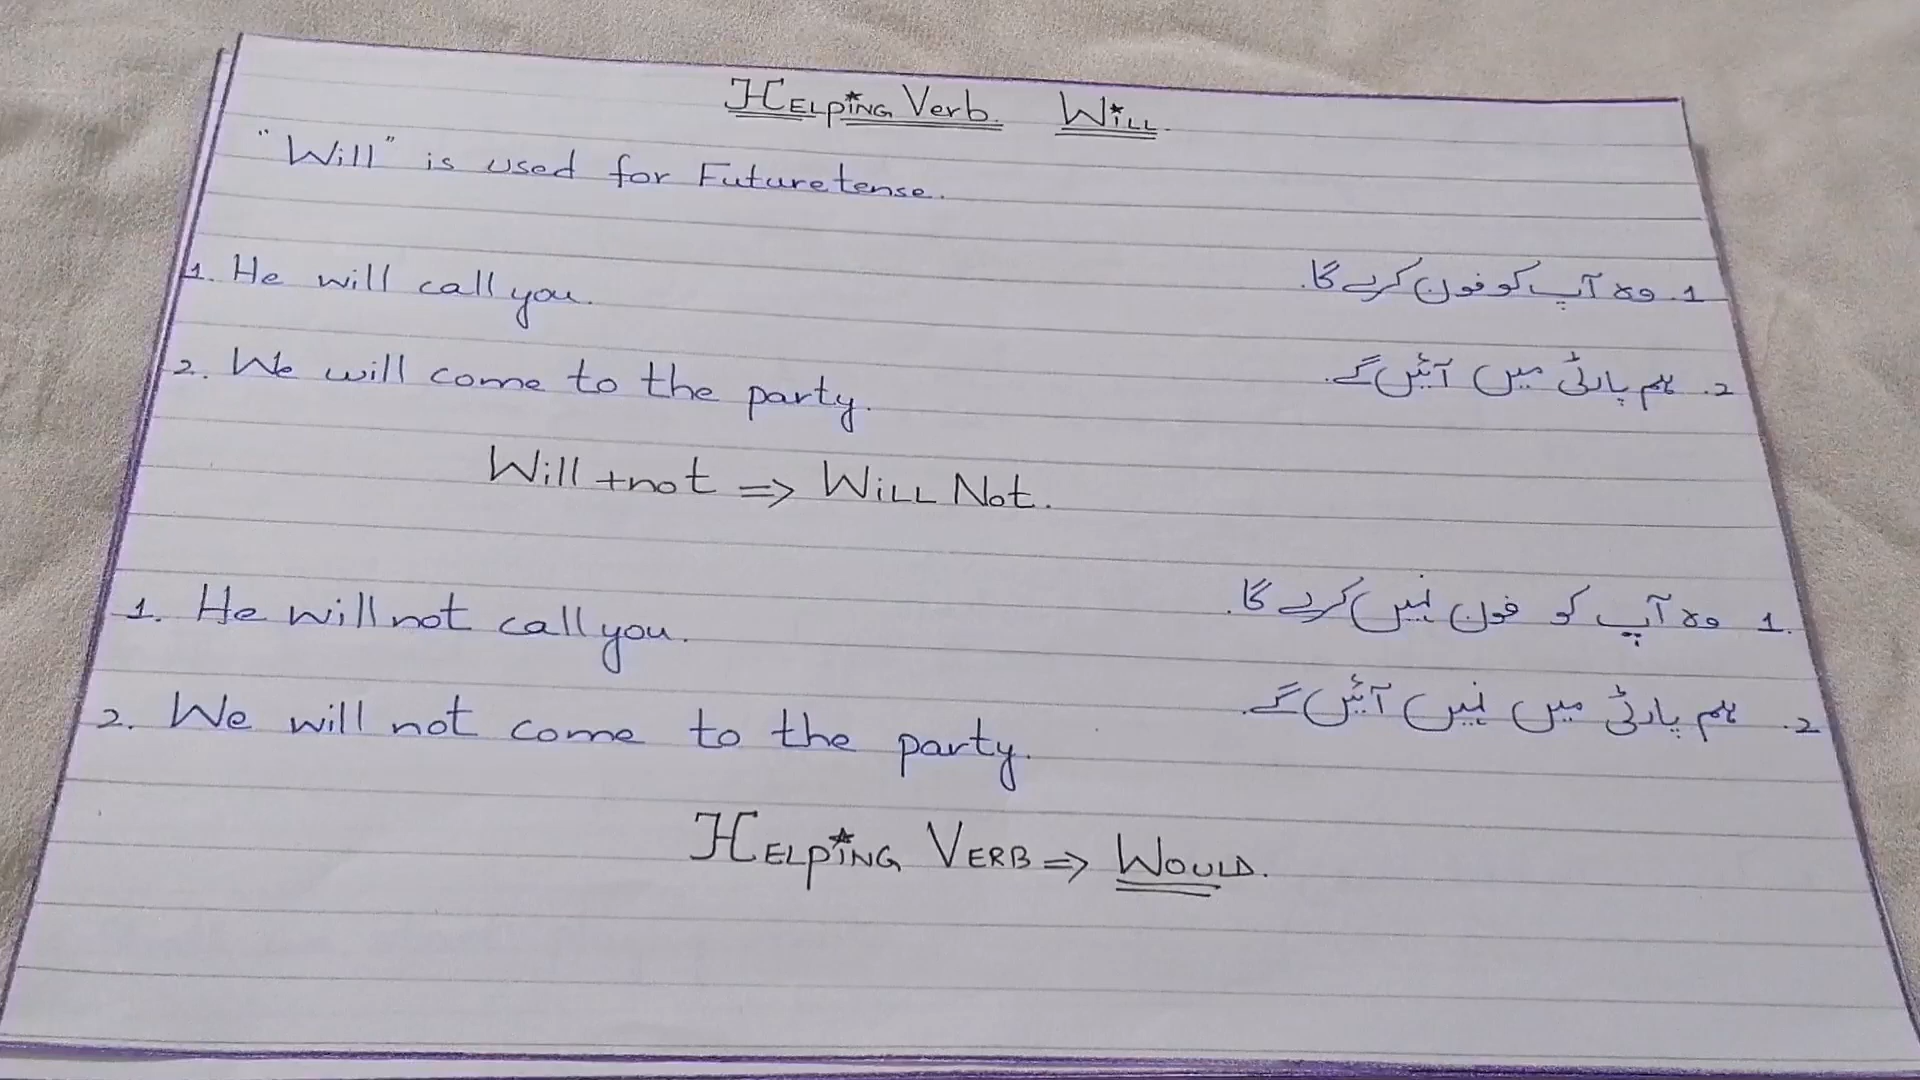 HELPING Verb. WILL.
"Will" is used for Future tense.
1. He will call you. 1. وہ آپ کو فون کرے گا.
2. We will come to the party. 2. ہم پارٹی میں آئیں گے.
Will + not => WILL NOT.
1. He will not call you. 1. وہ آپ کو فون نہیں کرے گا.
2. We will not come to the party. 2. ہم پارٹی میں نہیں آئیں گے.
HELPING VERB => WOULD.